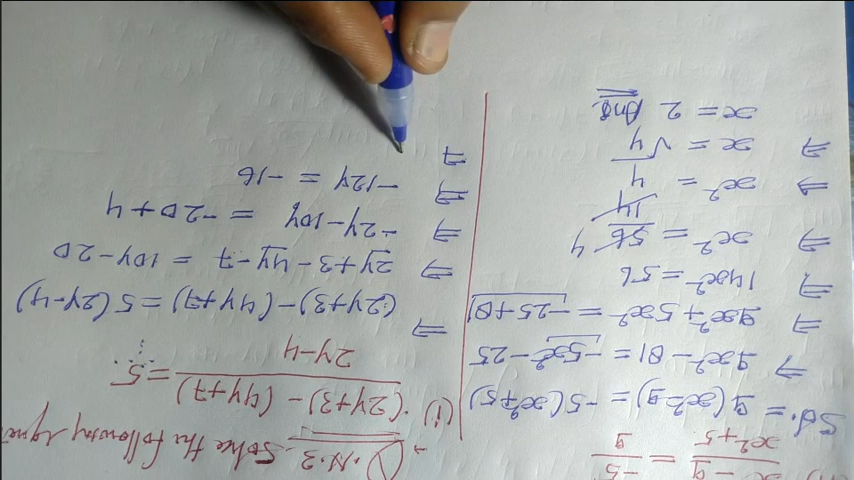 x² - 9 / x² + 5 = -5 / 9
Sol. = 9(x² 9) = -5(x² + 5)
⇒ 9x² - 81 = -5x² - 25
⇒ 9x² + 5x² = -25 + 81
⇒ 14x² = 56
⇒ x² = 56 / 14 4
⇒ x² = 4
⇒ x = √4
x = 2 Ans.
Q.N.3. Solve the following
(i) (2y+3) - (4y+7) / 2y-4 = 5
⇒ (2y+3) - (4y+7) = 5(2y-4)
⇒ 2y+3-4y-7 = 10y-20
⇒ -2y-10y = -20+4
⇒ -12y = -16
⇒